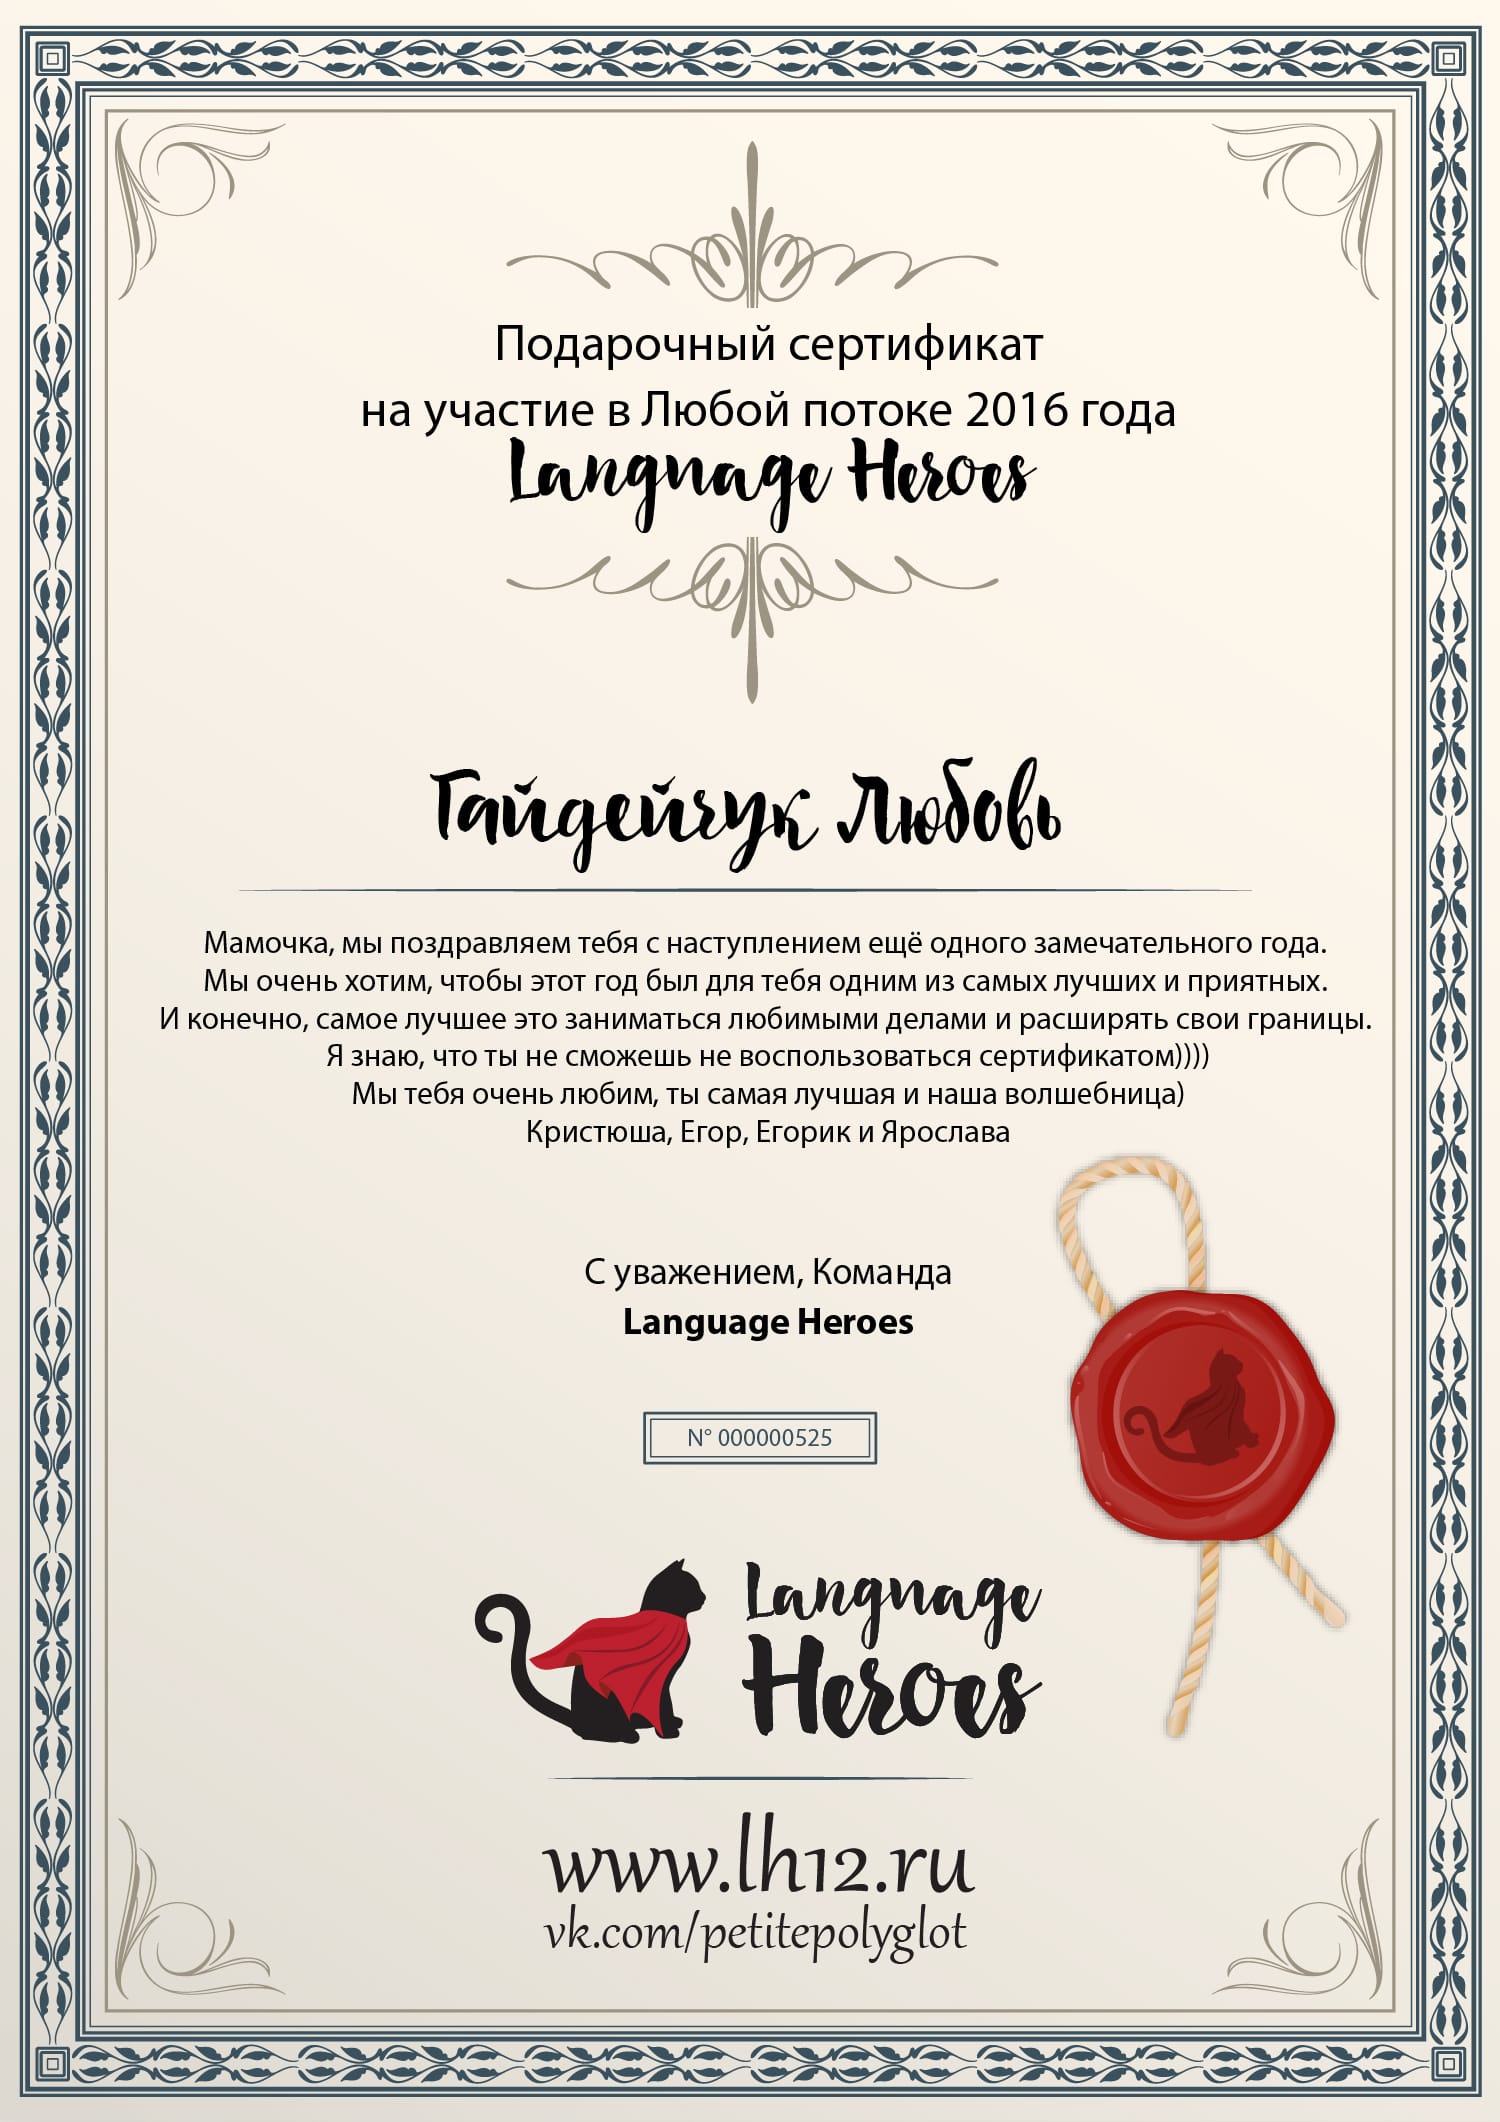 Подарочный сертификат
на участие в Любой потоке 2016 года
Language Heroes
Гайдейчук Любовь
Мамочка, мы поздравляем тебя с наступлением ещё одного замечательного года.
Мы очень хотим, чтобы этот год был для тебя одним из самых лучших и приятных.
И конечно, самое лучшее это заниматься любимыми делами и расширять свои границы.
Я знаю, что ты не сможешь не воспользоваться сертификатом))))
Мы тебя очень любим, ты самая лучшая и наша волшебница)
Кристюша, Егор, Егорик и Ярослава
С уважением, Команда
Language Heroes
N° 000000525
Language
Heroes
www.lh12.ru
vk.com/petitepolyglot